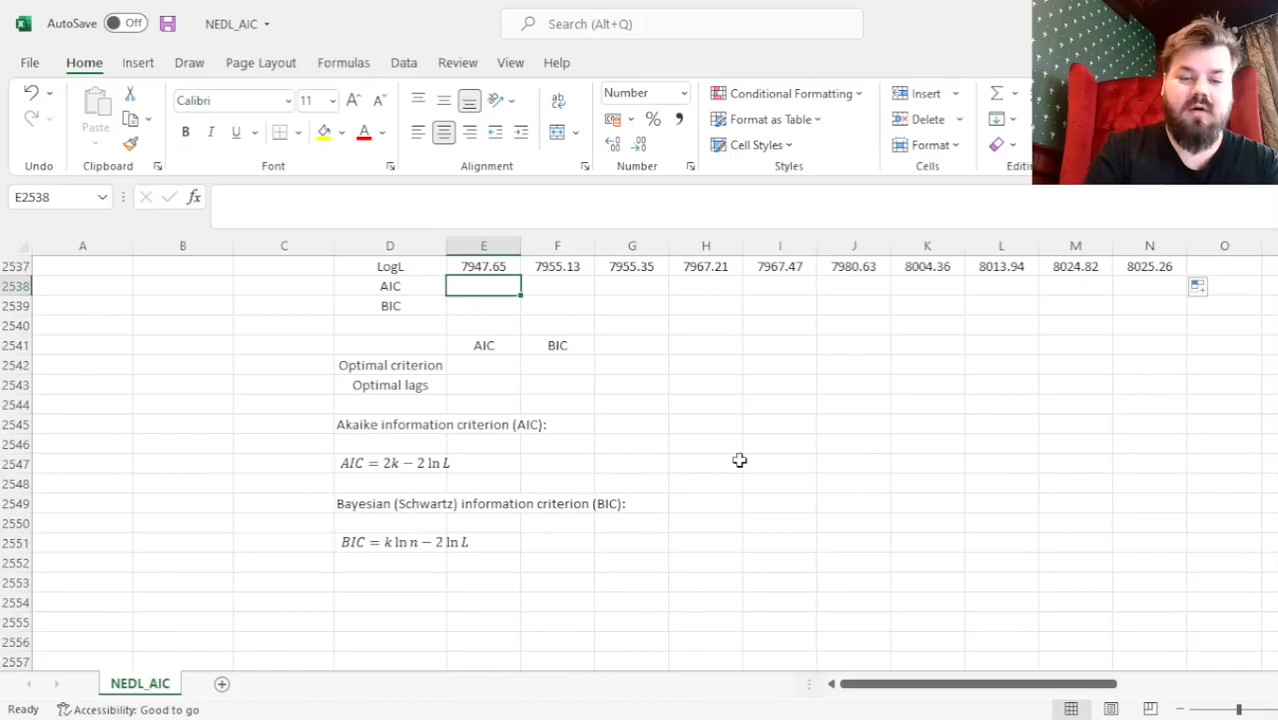 AutoSave Off NEDL_AIC Search (Alt+Q)
File Home Insert Draw Page Layout Formulas Data Review View Help
Calibri 11 Number Conditional Formatting Insert
Paste B I U A % Format as Table Delete
Cell Styles Format
Undo Clipboard Font Alignment Number Styles Cells
E2538 fx
A B C D E F G H I J K L M N O
2537 LogL 7947.65 7955.13 7955.35 7967.21 7967.47 7980.63 8004.36 8013.94 8024.82 8025.26
2538 AIC
2539 BIC
2540
2541 AIC BIC
2542 Optimal criterion
2543 Optimal lags
2544
2545 Akaike information criterion (AIC):
2546
2547 AIC = 2k − 2 ln L
2548
2549 Bayesian (Schwartz) information criterion (BIC):
2550
2551 BIC = k ln n − 2 ln L
2552
2553
2554
2555
2556
2557
NEDL_AIC
Ready Accessibility: Good to go